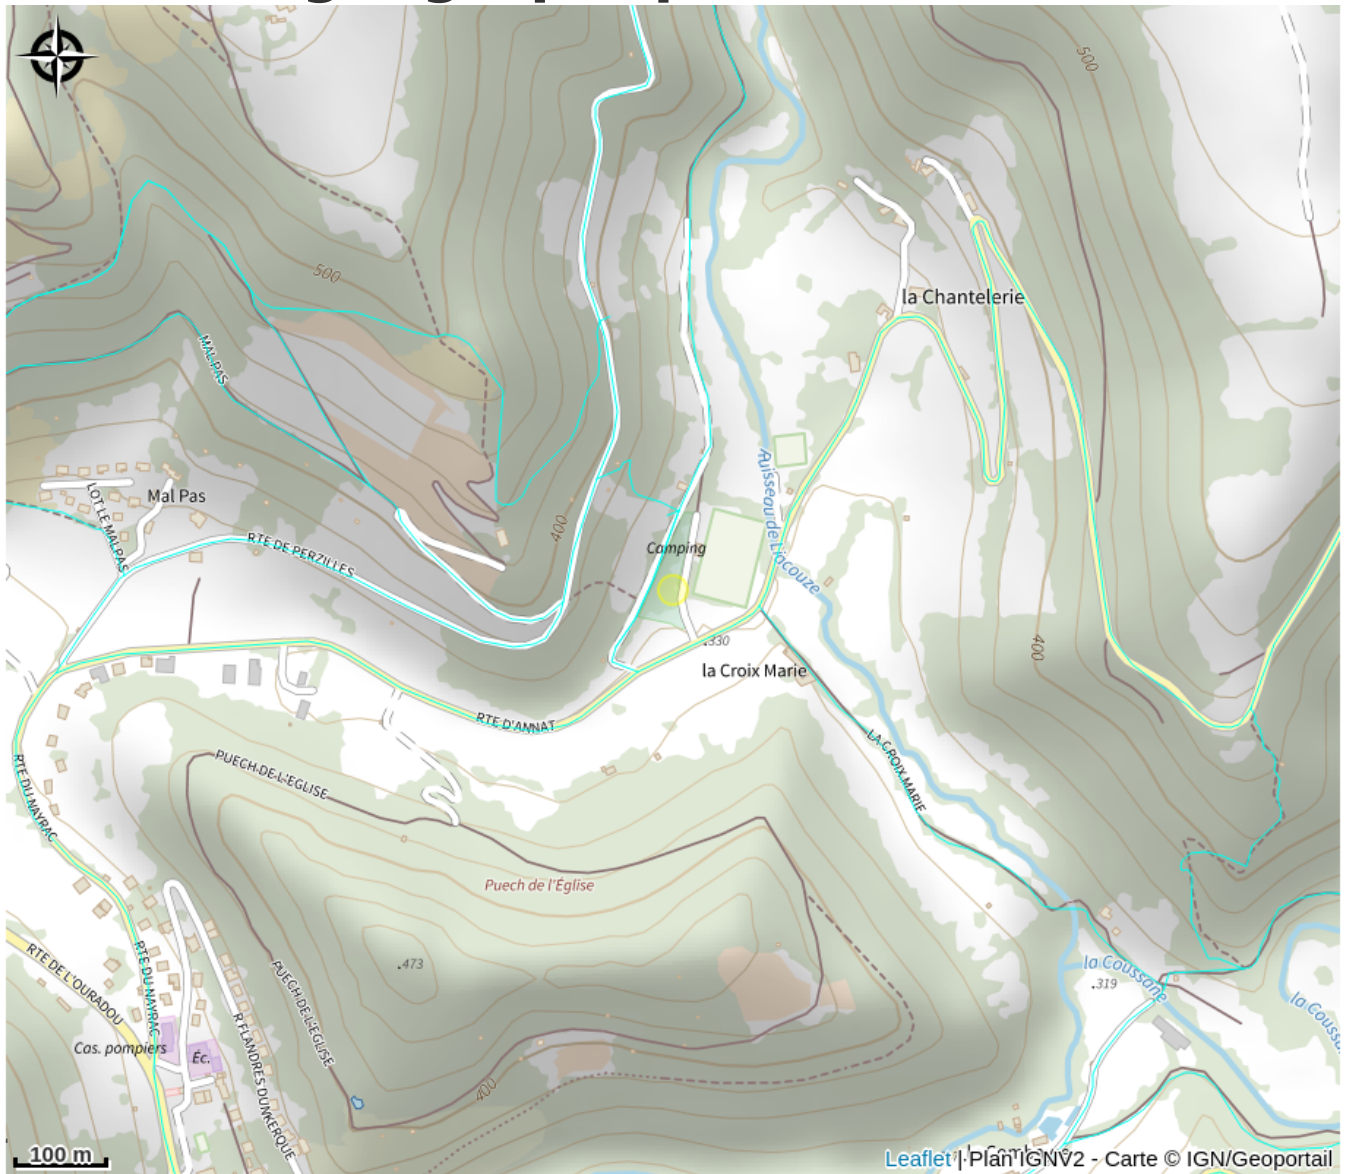 500
500
la Chantelerie
MAL PAS
Mal Pas
LOT LE MALPAS
RTE DE PERZILLES
400
Camping
Ruisseau de Liacouze
330
la Croix Marie
400
RTE D'ANNAT
RTE DU NAYRAC
PUECH DE L'EGLISE
LA CROIX MARIE
Puech de l'Église
.473
RTE DE L'OURADOU
RTE DU NAYRAC
PUECH DE L'EGLISE
la Coussane
.319
la Couss
R FLANDRES DUNKERQUE
Cas. pompiers
Éc.
400
100 m
Leaflet | Plan IGNV2 - Carte © IGN/Geoportail